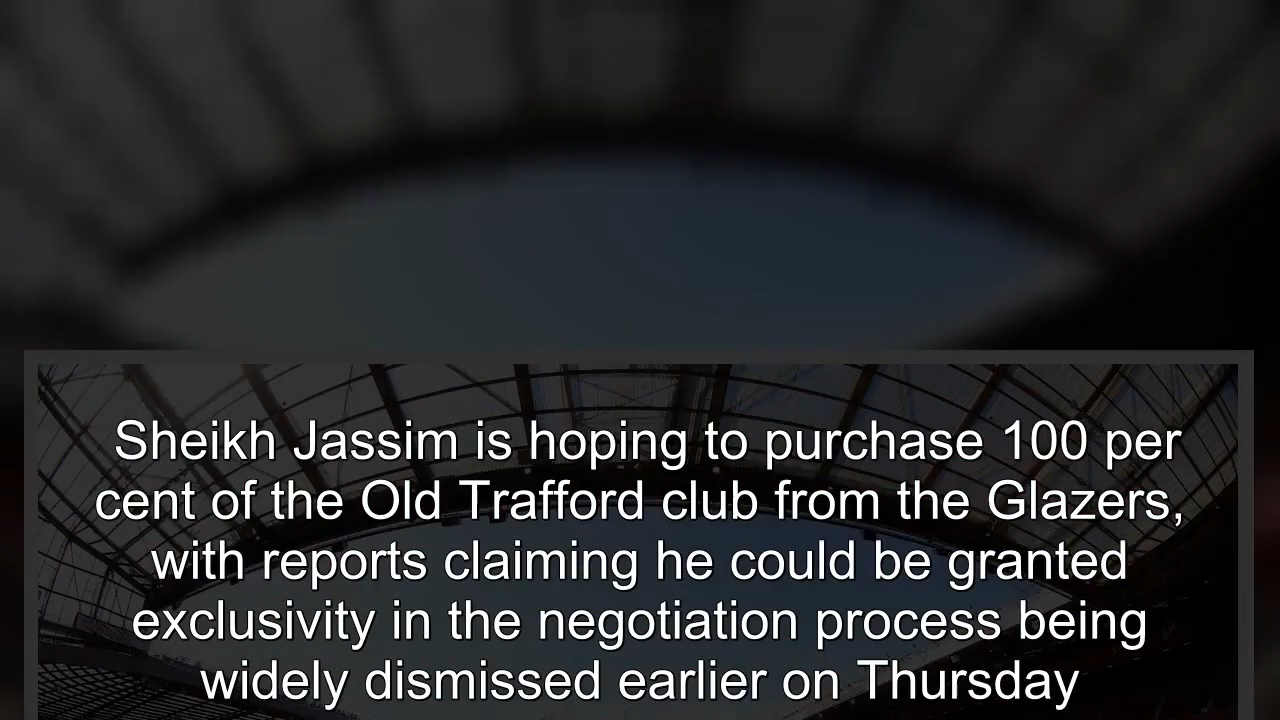 Sheikh Jassim is hoping to purchase 100 per
cent of the Old Trafford club from the Glazers,
with reports claiming he could be granted
exclusivity in the negotiation process being
widely dismissed earlier on Thursday